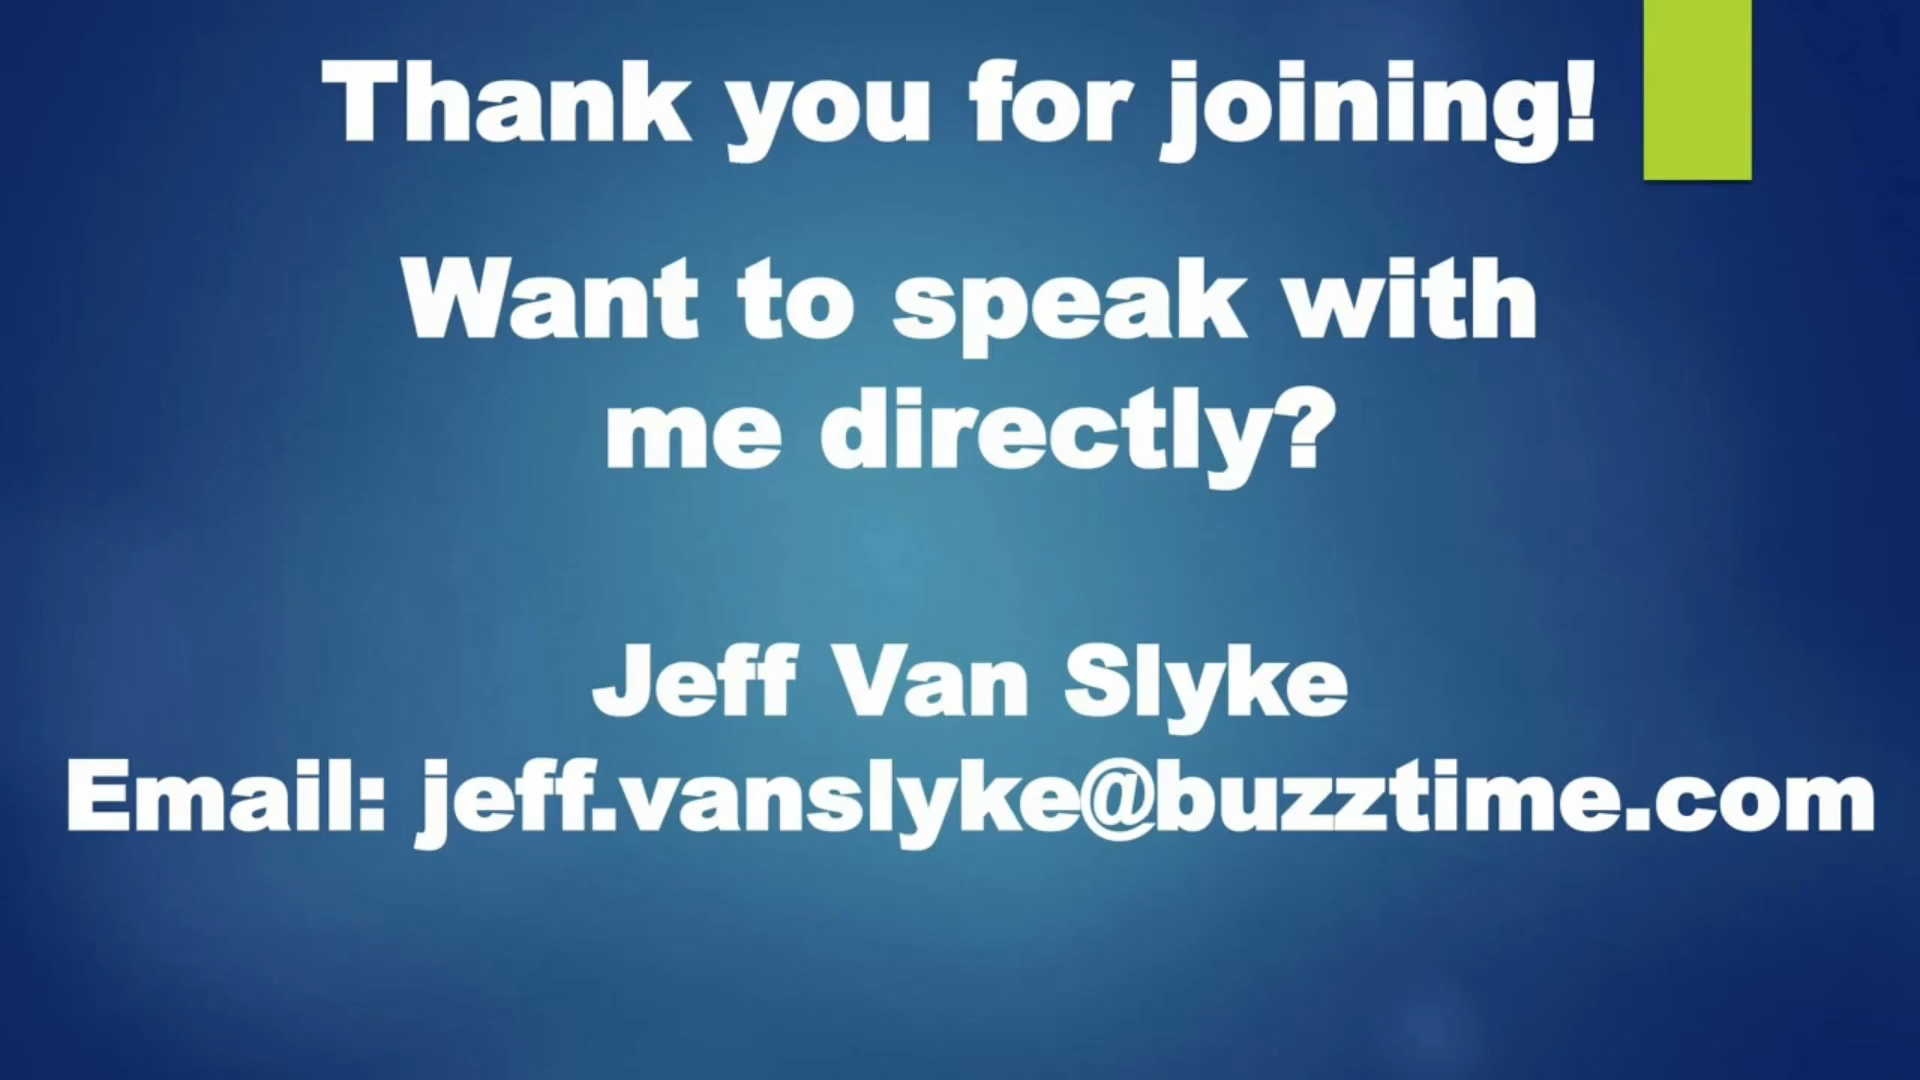 Thank you for joining!
Want to speak with
me directly?
Jeff Van Slyke
Email: jeff.vanslyke@buzztime.com